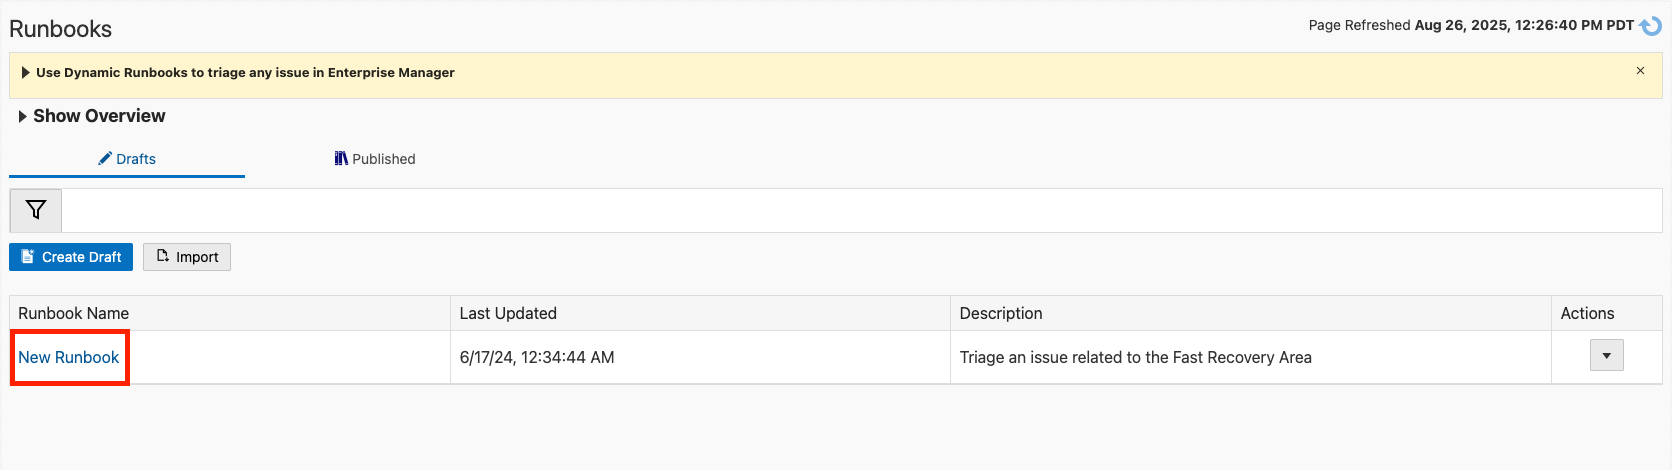 Runbooks
Page Refreshed Aug 26, 2025, 12:26:40 PM PDT
Use Dynamic Runbooks to triage any issue in Enterprise Manager
Show Overview
Drafts
Published
Create Draft
Import
Runbook Name
Last Updated
Description
Actions
New Runbook
6/17/24, 12:34:44 AM
Triage an issue related to the Fast Recovery Area